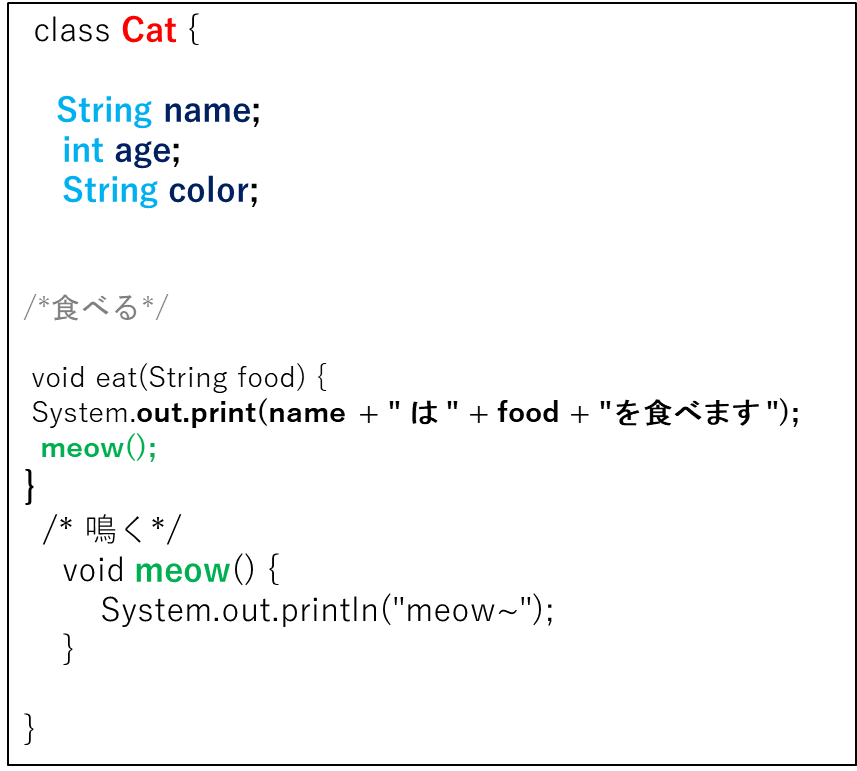 class Cat {
String name;
int age;
String color;
/*食べる*/
void eat(String food) {
System.out.print(name + " は " + food + "を食べます ");
meow();
}
/* 鳴く*/
void meow() {
System.out.println("meow~");
}
}